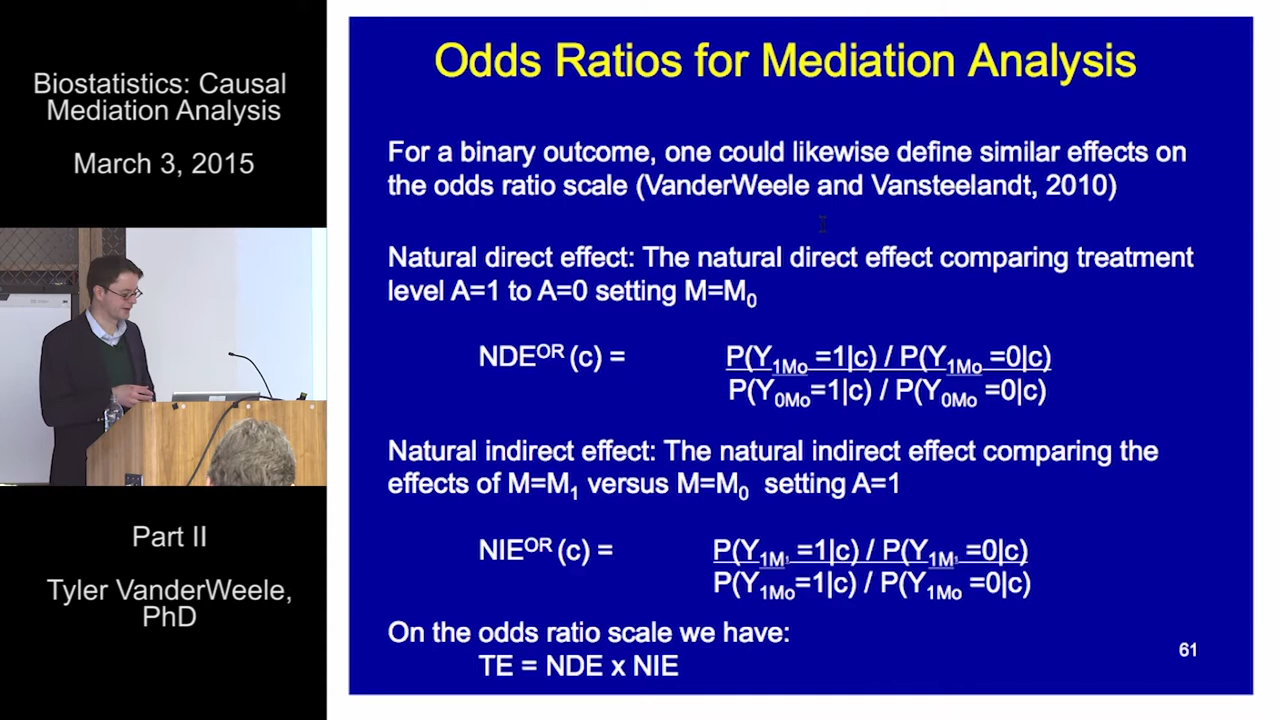 Biostatistics: Causal
Mediation Analysis
March 3, 2015
Part II
Tyler VanderWeele,
PhD
Odds Ratios for Mediation Analysis
For a binary outcome, one could likewise define similar effects on
the odds ratio scale (VanderWeele and Vansteelandt, 2010)
Natural direct effect: The natural direct effect comparing treatment
level A=1 to A=0 setting M=M₀
NDE^OR (c) = P(Y₁Mo =1|c) / P(Y₁Mo =0|c)
P(Y₀Mo=1|c) / P(Y₀Mo =0|c)
Natural indirect effect: The natural indirect effect comparing the
effects of M=M₁ versus M=M₀ setting A=1
NIE^OR (c) = P(Y₁M₁ =1|c) / P(Y₁M₁ =0|c)
P(Y₁Mo=1|c) / P(Y₁Mo =0|c)
On the odds ratio scale we have:
TE = NDE x NIE
61